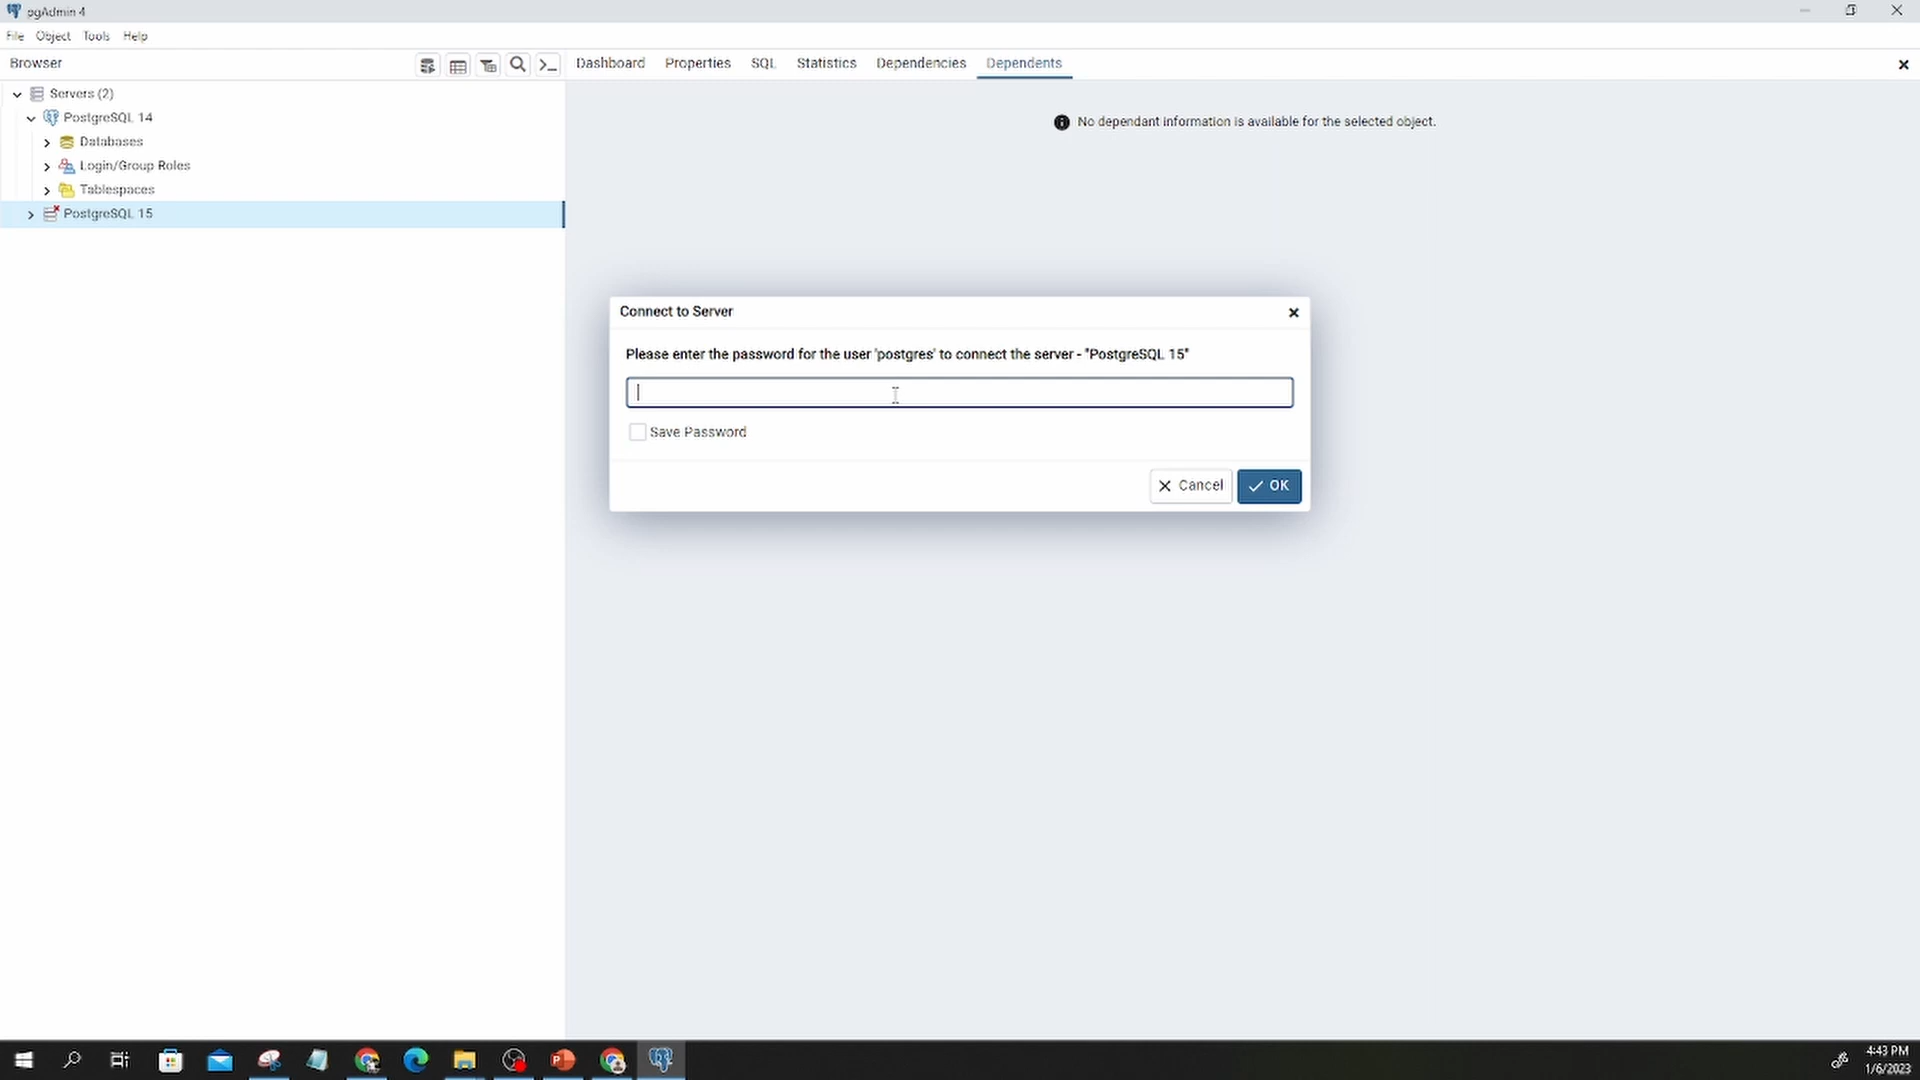 pgAdmin 4
File Object Tools Help
Browser
Dashboard Properties SQL Statistics Dependencies Dependents
Servers (2)
PostgreSQL 14
Databases
Login/Group Roles
Tablespaces
PostgreSQL 15
No dependant information is available for the selected object.
Connect to Server
Please enter the password for the user 'postgres' to connect the server - "PostgreSQL 15"
Save Password
Cancel
OK
4:43 PM
1/6/2023